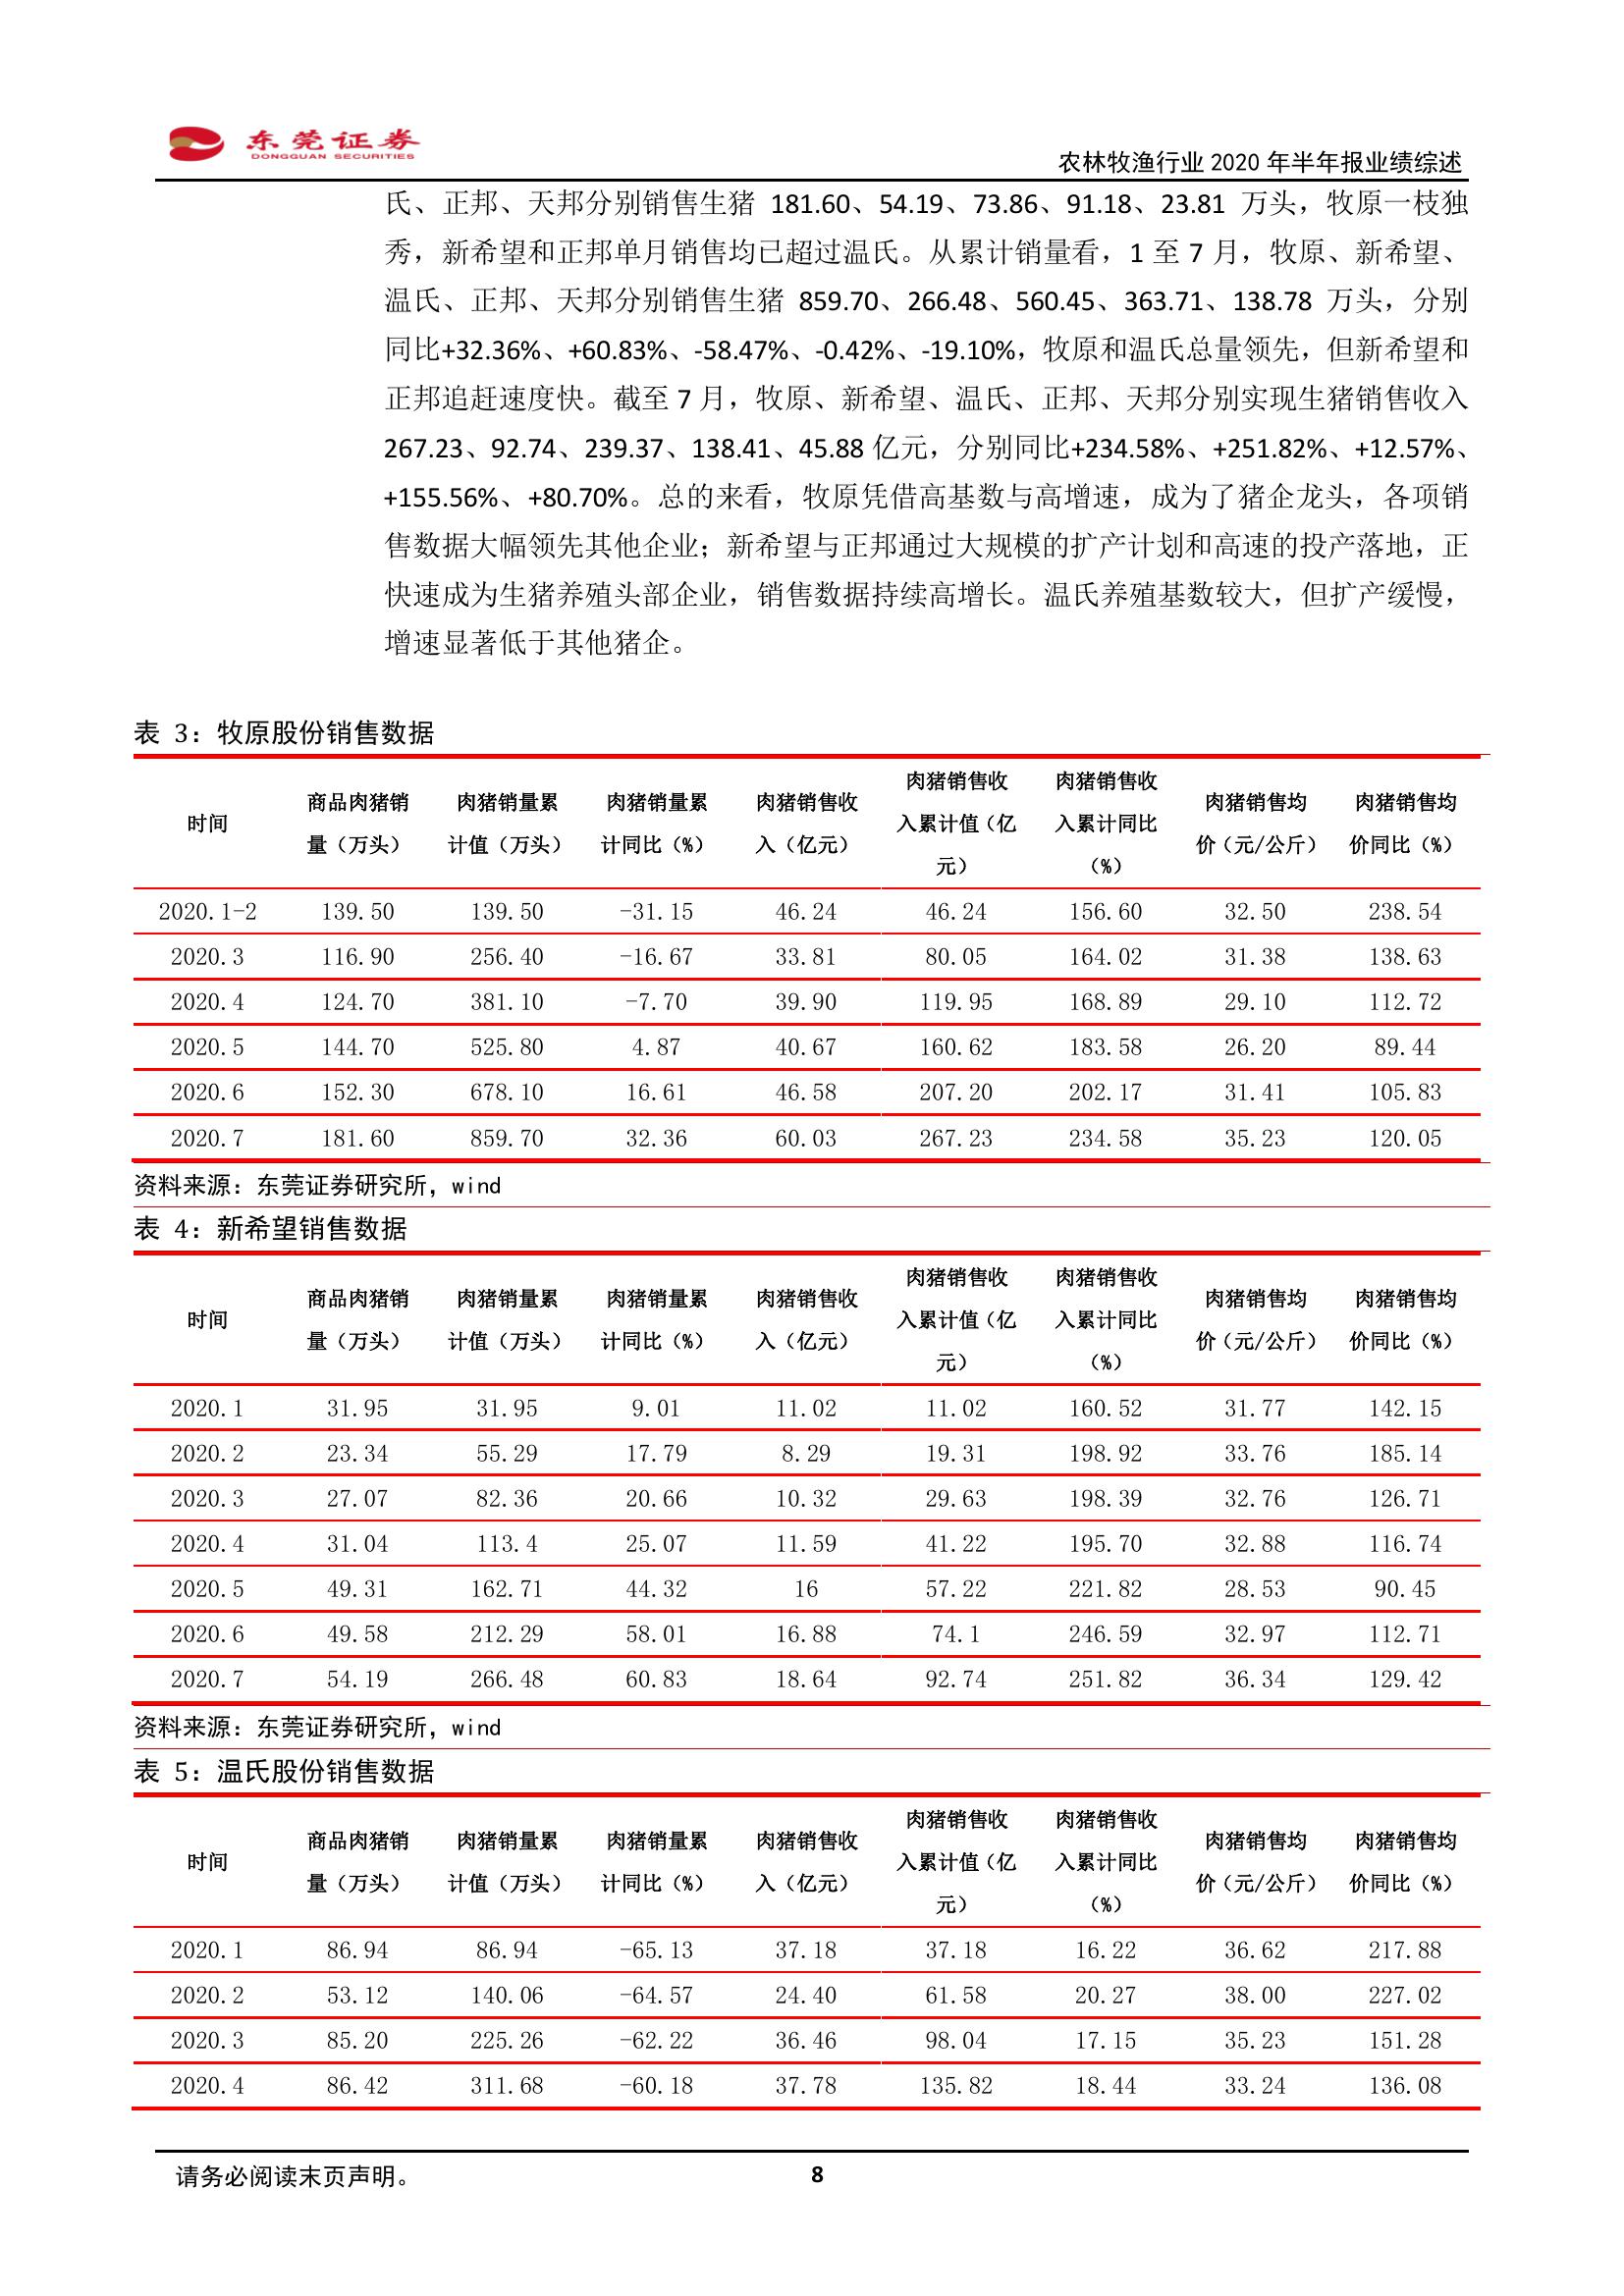 东莞证券
DONGGUAN SECURITIES
农林牧渔行业 2020 年半年报业绩综述
氏、正邦、天邦分别销售生猪 181.60、54.19、73.86、91.18、23.81 万头，牧原一枝独
秀，新希望和正邦单月销售均已超过温氏。从累计销量看，1 至 7 月，牧原、新希望、
温氏、正邦、天邦分别销售生猪 859.70、266.48、560.45、363.71、138.78 万头，分别
同比+32.36%、+60.83%、-58.47%、-0.42%、-19.10%，牧原和温氏总量领先，但新希望和
正邦追赶速度快。截至 7 月，牧原、新希望、温氏、正邦、天邦分别实现生猪销售收入
267.23、92.74、239.37、138.41、45.88 亿元，分别同比+234.58%、+251.82%、+12.57%、
+155.56%、+80.70%。总的来看，牧原凭借高基数与高增速，成为了猪企龙头，各项销
售数据大幅领先其他企业；新希望与正邦通过大规模的扩产计划和高速的投产落地，正
快速成为生猪养殖头部企业，销售数据持续高增长。温氏养殖基数较大，但扩产缓慢，
增速显著低于其他猪企。
表 3：牧原股份销售数据
时间 商品肉猪销量（万头） 肉猪销量累计值（万头） 肉猪销量累计同比（%） 肉猪销售收入（亿元） 肉猪销售收入累计值（亿元） 肉猪销售收入累计同比（%） 肉猪销售均价（元/公斤） 肉猪销售均价同比（%）
2020.1-2 139.50 139.50 -31.15 46.24 46.24 156.60 32.50 238.54
2020.3 116.90 256.40 -16.67 33.81 80.05 164.02 31.38 138.63
2020.4 124.70 381.10 -7.70 39.90 119.95 168.89 29.10 112.72
2020.5 144.70 525.80 4.87 40.67 160.62 183.58 26.20 89.44
2020.6 152.30 678.10 16.61 46.58 207.20 202.17 31.41 105.83
2020.7 181.60 859.70 32.36 60.03 267.23 234.58 35.23 120.05
资料来源：东莞证券研究所，wind
表 4：新希望销售数据
时间 商品肉猪销量（万头） 肉猪销量累计值（万头） 肉猪销量累计同比（%） 肉猪销售收入（亿元） 肉猪销售收入累计值（亿元） 肉猪销售收入累计同比（%） 肉猪销售均价（元/公斤） 肉猪销售均价同比（%）
2020.1 31.95 31.95 9.01 11.02 11.02 160.52 31.77 142.15
2020.2 23.34 55.29 17.79 8.29 19.31 198.92 33.76 185.14
2020.3 27.07 82.36 20.66 10.32 29.63 198.39 32.76 126.71
2020.4 31.04 113.4 25.07 11.59 41.22 195.70 32.88 116.74
2020.5 49.31 162.71 44.32 16 57.22 221.82 28.53 90.45
2020.6 49.58 212.29 58.01 16.88 74.1 246.59 32.97 112.71
2020.7 54.19 266.48 60.83 18.64 92.74 251.82 36.34 129.42
资料来源：东莞证券研究所，wind
表 5：温氏股份销售数据
时间 商品肉猪销量（万头） 肉猪销量累计值（万头） 肉猪销量累计同比（%） 肉猪销售收入（亿元） 肉猪销售收入累计值（亿元） 肉猪销售收入累计同比（%） 肉猪销售均价（元/公斤） 肉猪销售均价同比（%）
2020.1 86.94 86.94 -65.13 37.18 37.18 16.22 36.62 217.88
2020.2 53.12 140.06 -64.57 24.40 61.58 20.27 38.00 227.02
2020.3 85.20 225.26 -62.22 36.46 98.04 17.15 35.23 151.28
2020.4 86.42 311.68 -60.18 37.78 135.82 18.44 33.24 136.08
请务必阅读末页声明。
8